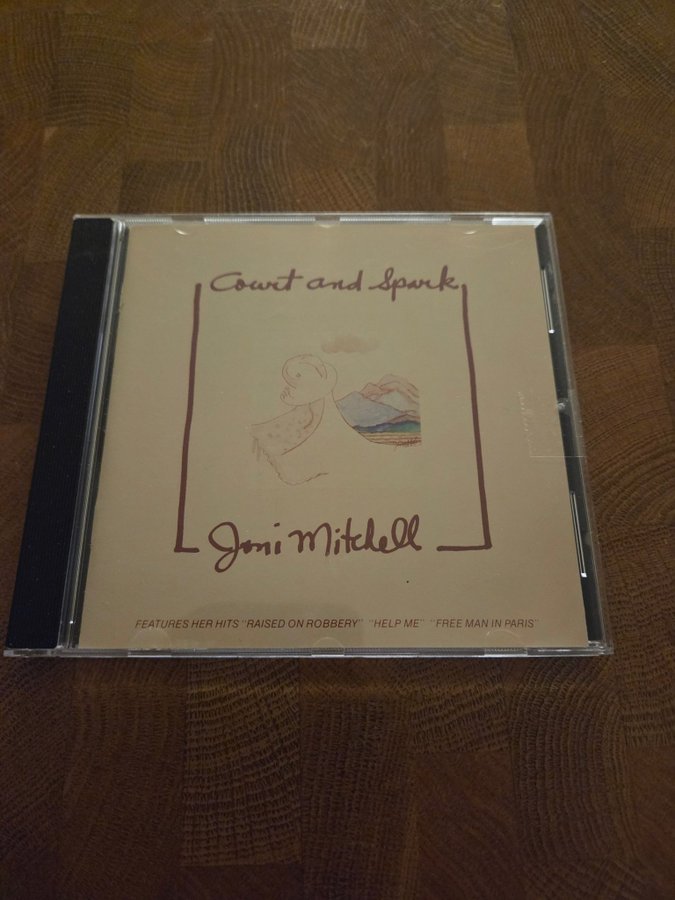 Court and Spark
Joni Mitchell
FEATURES HER HITS "RAISED ON ROBBERY" "HELP ME" "FREE MAN IN PARIS"